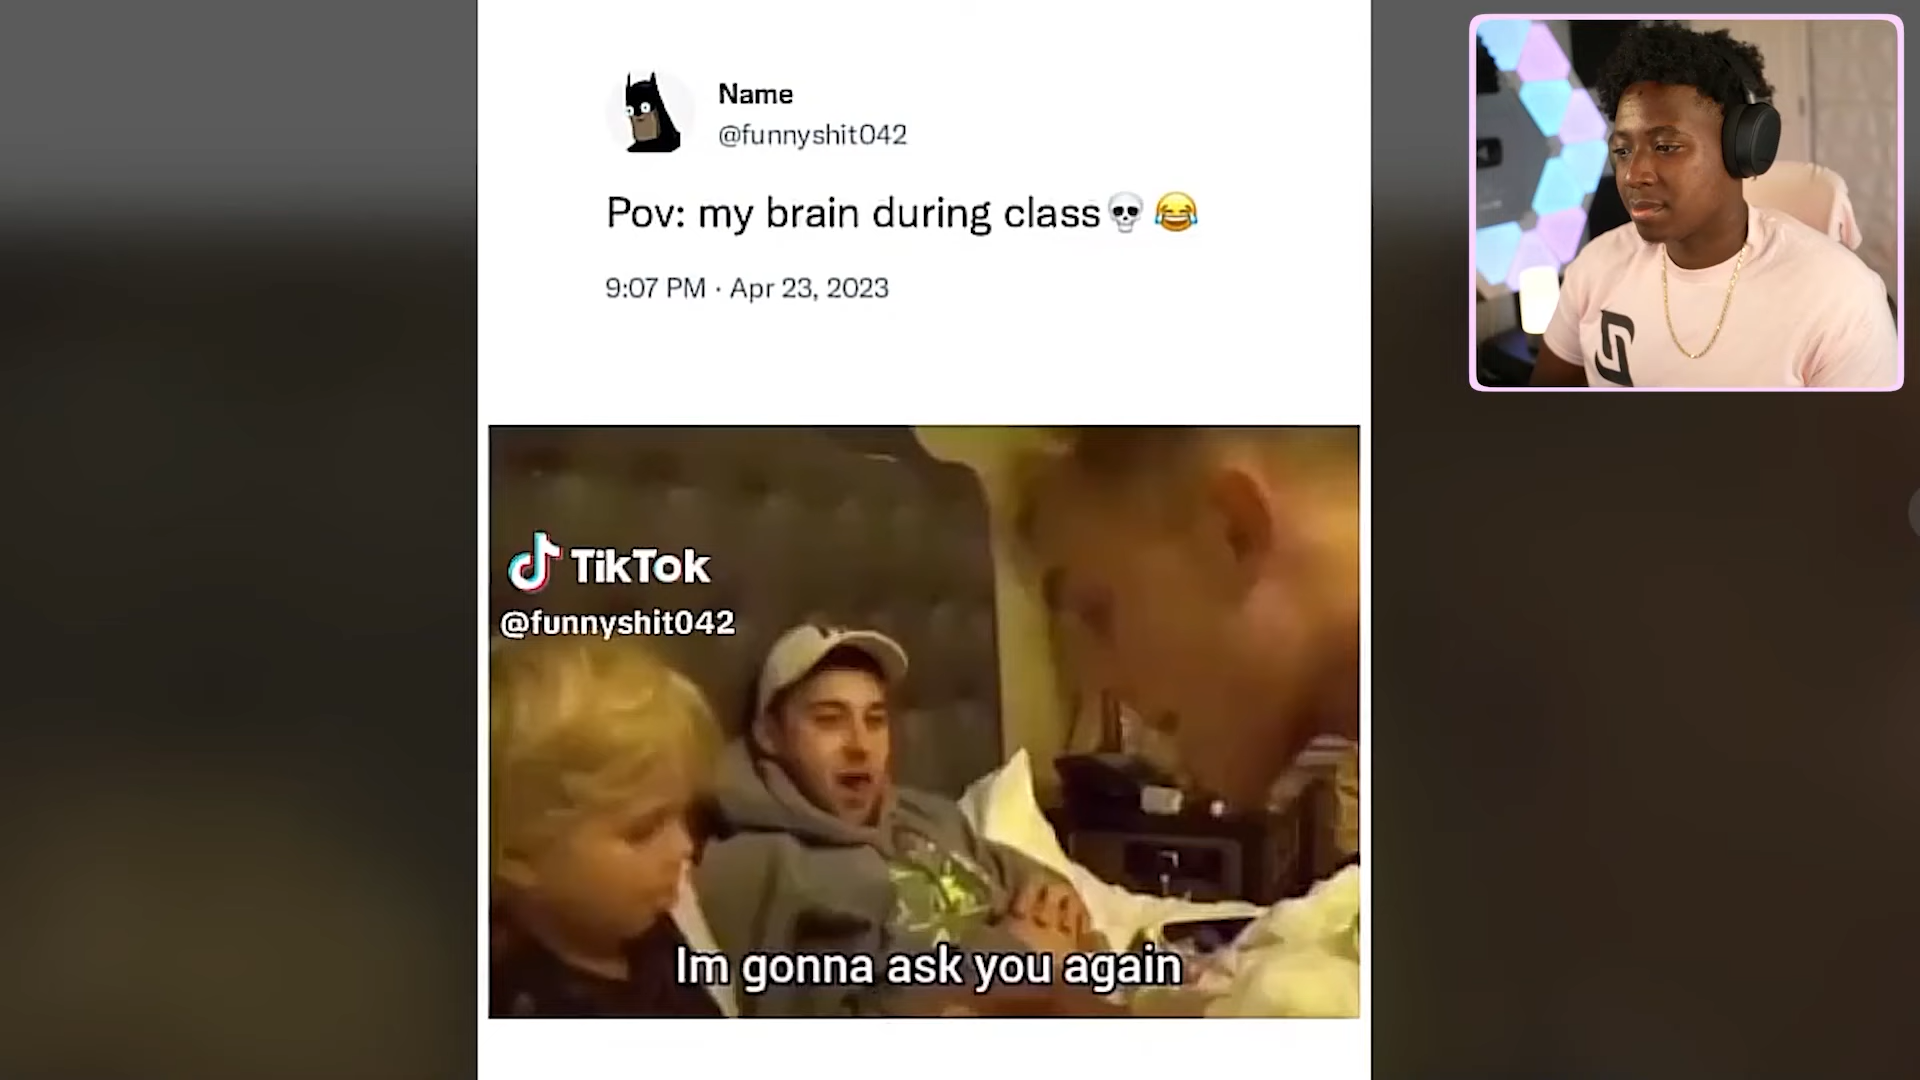 Name
@funnyshit042
Pov: my brain during class💀😂
9:07 PM · Apr 23, 2023
TikTok
@funnyshit042
Im gonna ask you again